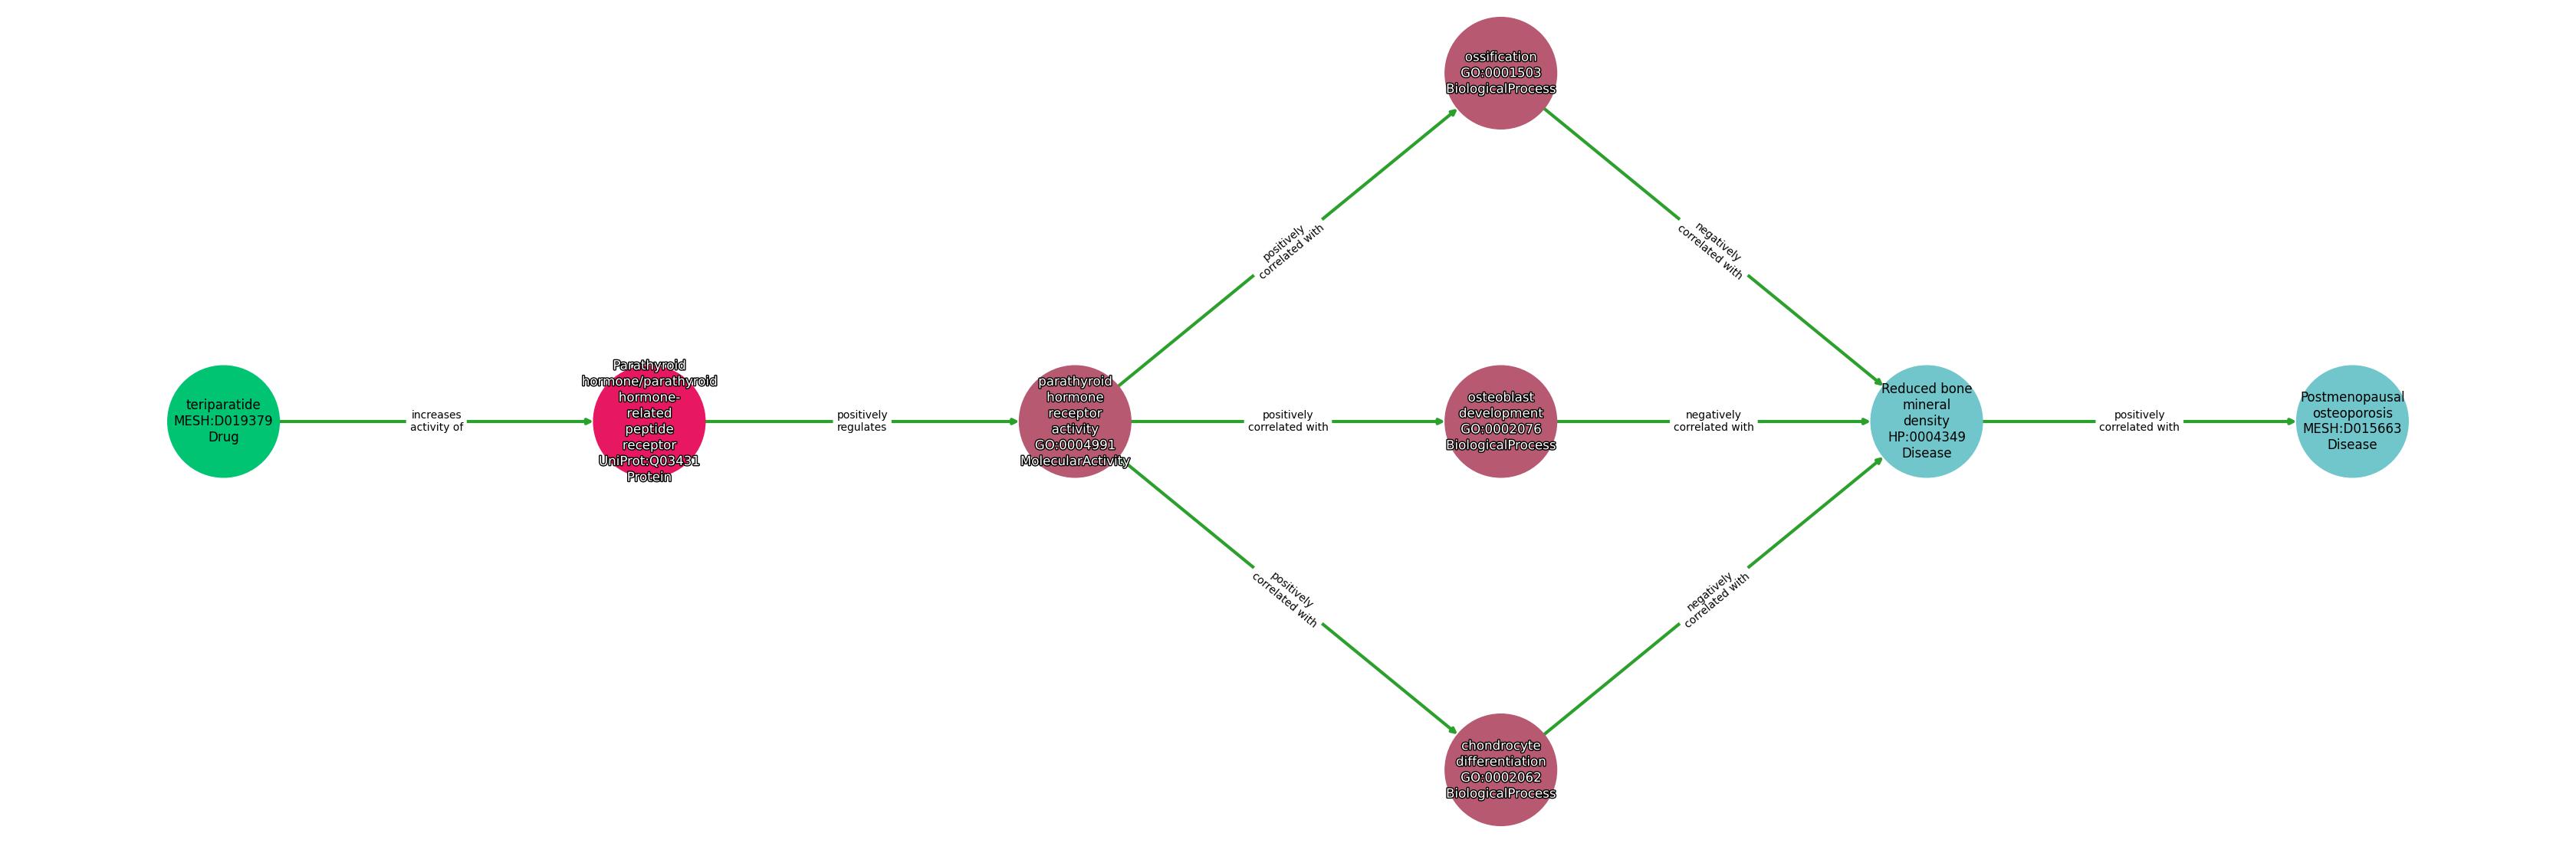 teriparatide
MESH:D019379
Drug
increases
activity of
Parathyroid
hormone/parathyroid
hormone-
related
peptide
receptor
UniProt:Q03431
Protein
positively
regulates
parathyroid
hormone
receptor
activity
GO:0004991
MolecularActivity
positively
correlated with
positively
correlated with
positively
correlated with
ossification
GO:0001503
BiologicalProcess
osteoblast
development
GO:0002076
BiologicalProcess
chondrocyte
differentiation
GO:0002062
BiologicalProcess
negatively
correlated with
negatively
correlated with
negatively
correlated with
Reduced bone
mineral
density
HP:0004349
Disease
positively
correlated with
Postmenopausal
osteoporosis
MESH:D015663
Disease